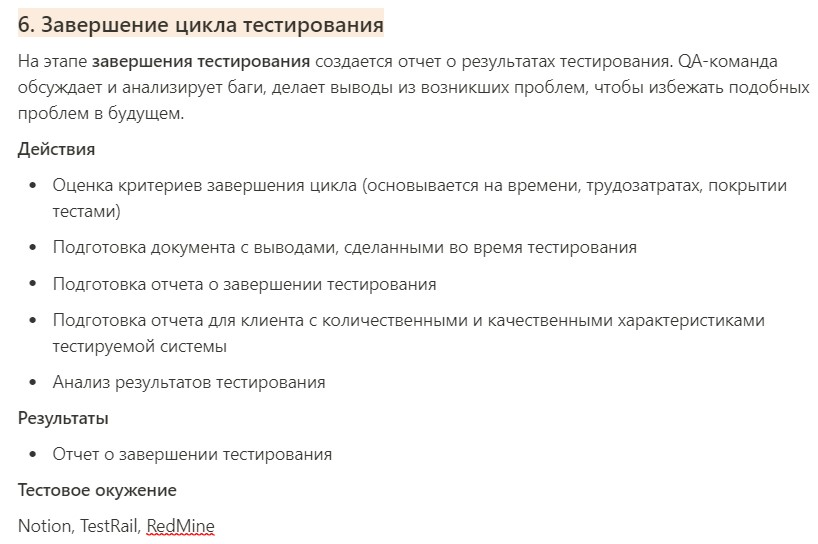 6. Завершение цикла тестирования
На этапе завершения тестирования создается отчет о результатах тестирования. QA-команда
обсуждает и анализирует баги, делает выводы из возникших проблем, чтобы избежать подобных
проблем в будущем.
Действия
• Оценка критериев завершения цикла (основывается на времени, трудозатратах, покрытии
тестами)
• Подготовка документа с выводами, сделанными во время тестирования
• Подготовка отчета о завершении тестирования
• Подготовка отчета для клиента с количественными и качественными характеристиками
тестируемой системы
• Анализ результатов тестирования
Результаты
• Отчет о завершении тестирования
Тестовое окужение
Notion, TestRail, RedMine